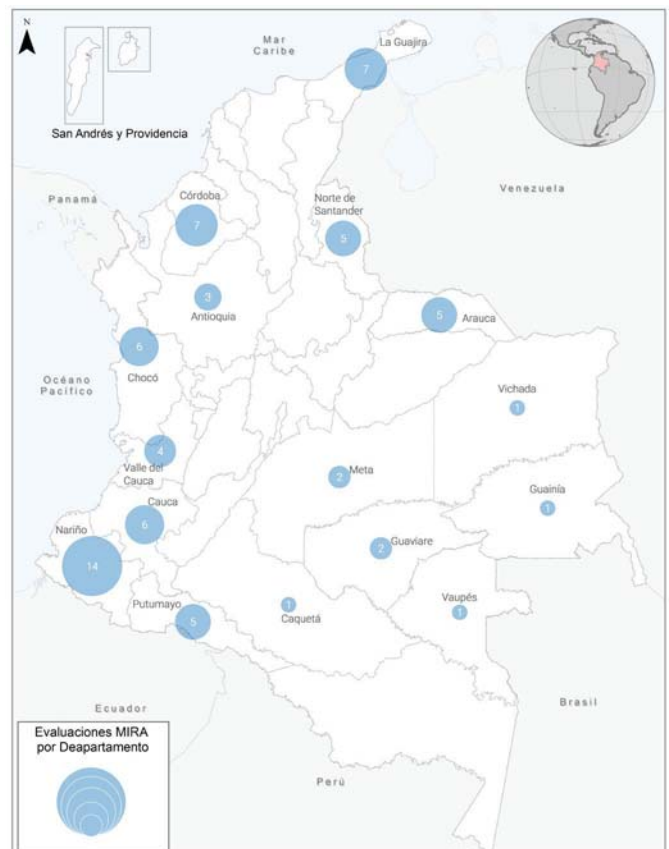 N
Mar
Caribe
La Guajira
7
San Andrés y Providencia
Panamá
Córdoba
7
Norte de
Santander
5
Venezuela
3
Antioquia
5
Arauca
6
Chocó
Océano
Pacífico
Vichada
1
4
Valle del
Cauca
2
Meta
Guainía
1
Cauca
6
Nariño
14
2
Guaviare
Putumayo
5
1
Caquetá
Vaupés
1
Ecuador
Brasil
Perú
Evaluaciones MIRA
por Deapartamento